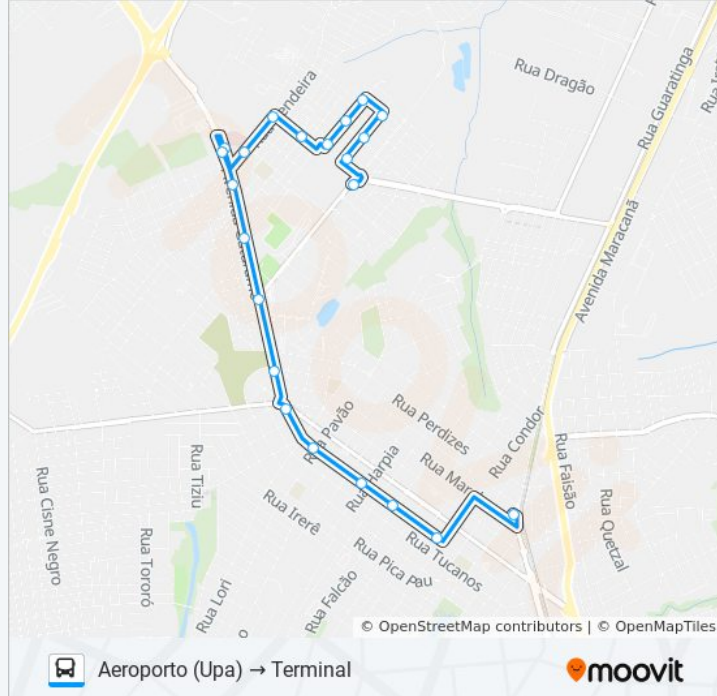 Rua Dragão
Rua Guaratinga
Avenida Maracanã
Rua Perdizes
Rua Pavão
Rua Condor
Rua Harpia
Rua Faisão
Rua Tiziu
Rua Cisne Negro
Rua Irerê
Rua Quetzal
Rua Tororó
Rua Tucanos
Rua Pica Pau
Rua Falcão
Rua Lori
© OpenStreetMap contributors | © OpenMapTiles
Aeroporto (Upa) → Terminal
moovit